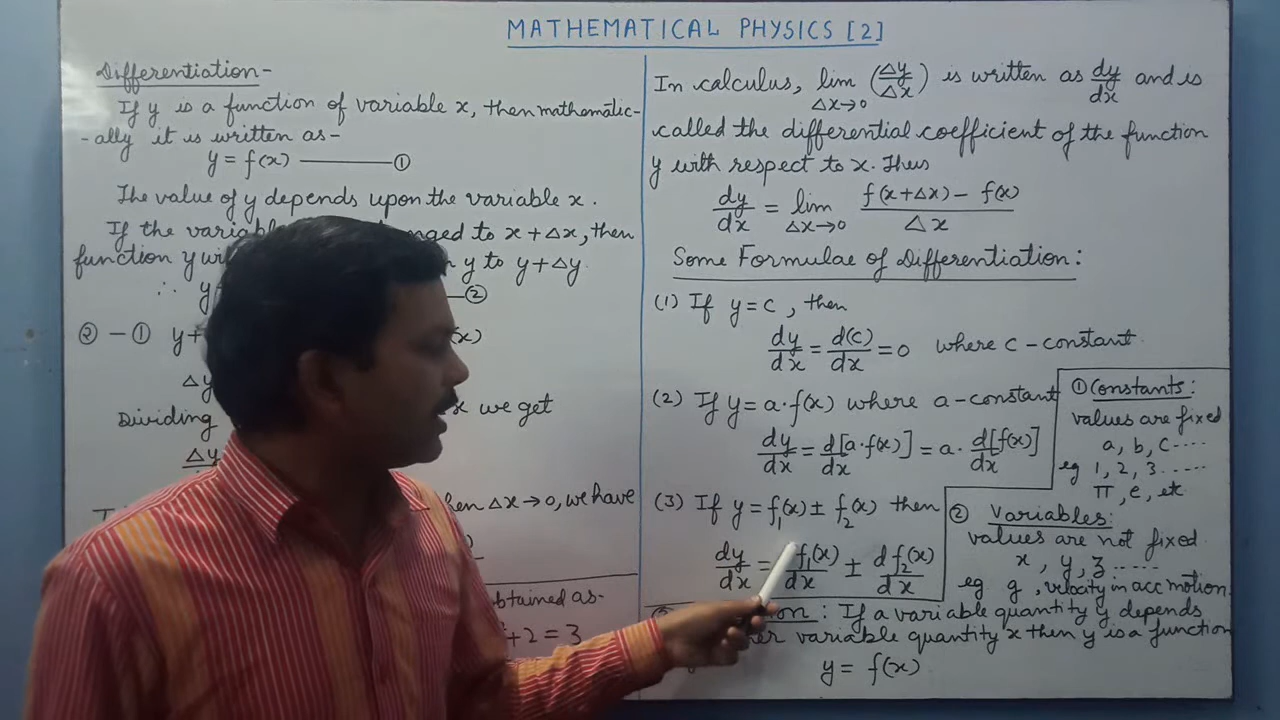 MATHEMATICAL PHYSICS [2]
Differentiation-
If y is a function of variable x, then mathematic-
-ally it is written as-
y = f(x) ——— ①
The value of y depends upon the variable x.
If the to x + Δx, then
function y y to y + Δy.
∴ y — ②
② - ① y+ (x)
Δy
Dividing we get
Δy
when Δx → 0, we have
obtained as-
+2 = 3
In calculus, lim Δx→0 (Δy/Δx) is written as dy/dx and is
called the differential coefficient of the function
y with respect to x. Thus
dy/dx = lim Δx→0 f(x+Δx) - f(x) / Δx
Some Formulae of Differentiation:
(1) If y = c, then
dy/dx = d(c)/dx = 0 where c - constant
(2) If y = a·f(x) where a - constant
dy/dx = d[a·f(x)]/dx = a· d[f(x)]/dx
(3) If y = f₁(x) ± f₂(x) then
dy/dx = f₁(x)/dx ± d f₂(x)/dx
① Constants:
values are fixed
a, b, c ....
eg 1, 2, 3 .....
π, e, etc
② Variables:
values are not fixed
x, y, z .....
eg g, velocity in acc motion.
: If a variable quantity y depends
variable quantity x then y is a function
y = f(x)